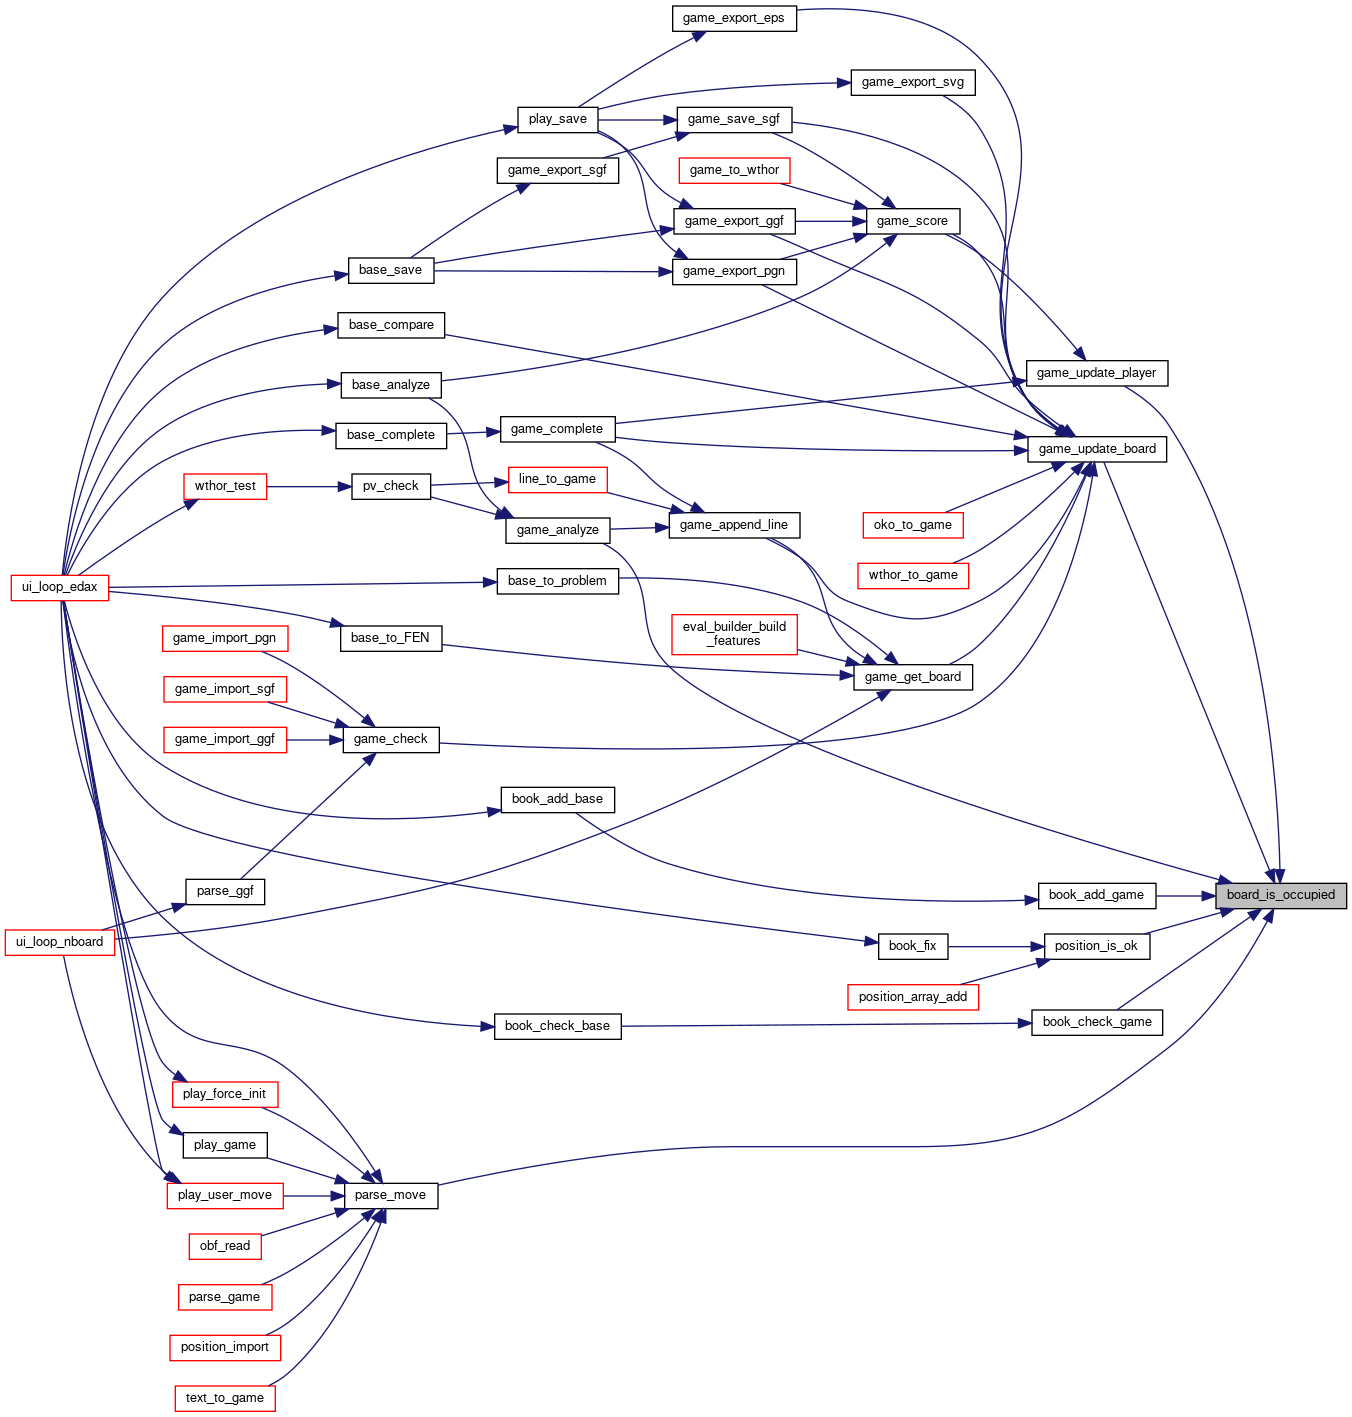 game_export_eps
game_export_svg
play_save
game_save_sgf
game_export_sgf
game_to_wthor
game_export_ggf
game_score
base_save
game_export_pgn
base_compare
game_update_player
base_analyze
base_complete
game_complete
game_update_board
wthor_test
pv_check
line_to_game
game_append_line
oko_to_game
game_analyze
wthor_to_game
ui_loop_edax
base_to_problem
game_import_pgn
base_to_FEN
eval_builder_build
_features
game_get_board
game_import_sgf
game_import_ggf
game_check
book_add_base
parse_ggf
book_add_game
board_is_occupied
ui_loop_nboard
book_fix
position_is_ok
position_array_add
book_check_base
book_check_game
play_force_init
play_game
play_user_move
parse_move
obf_read
parse_game
position_import
text_to_game